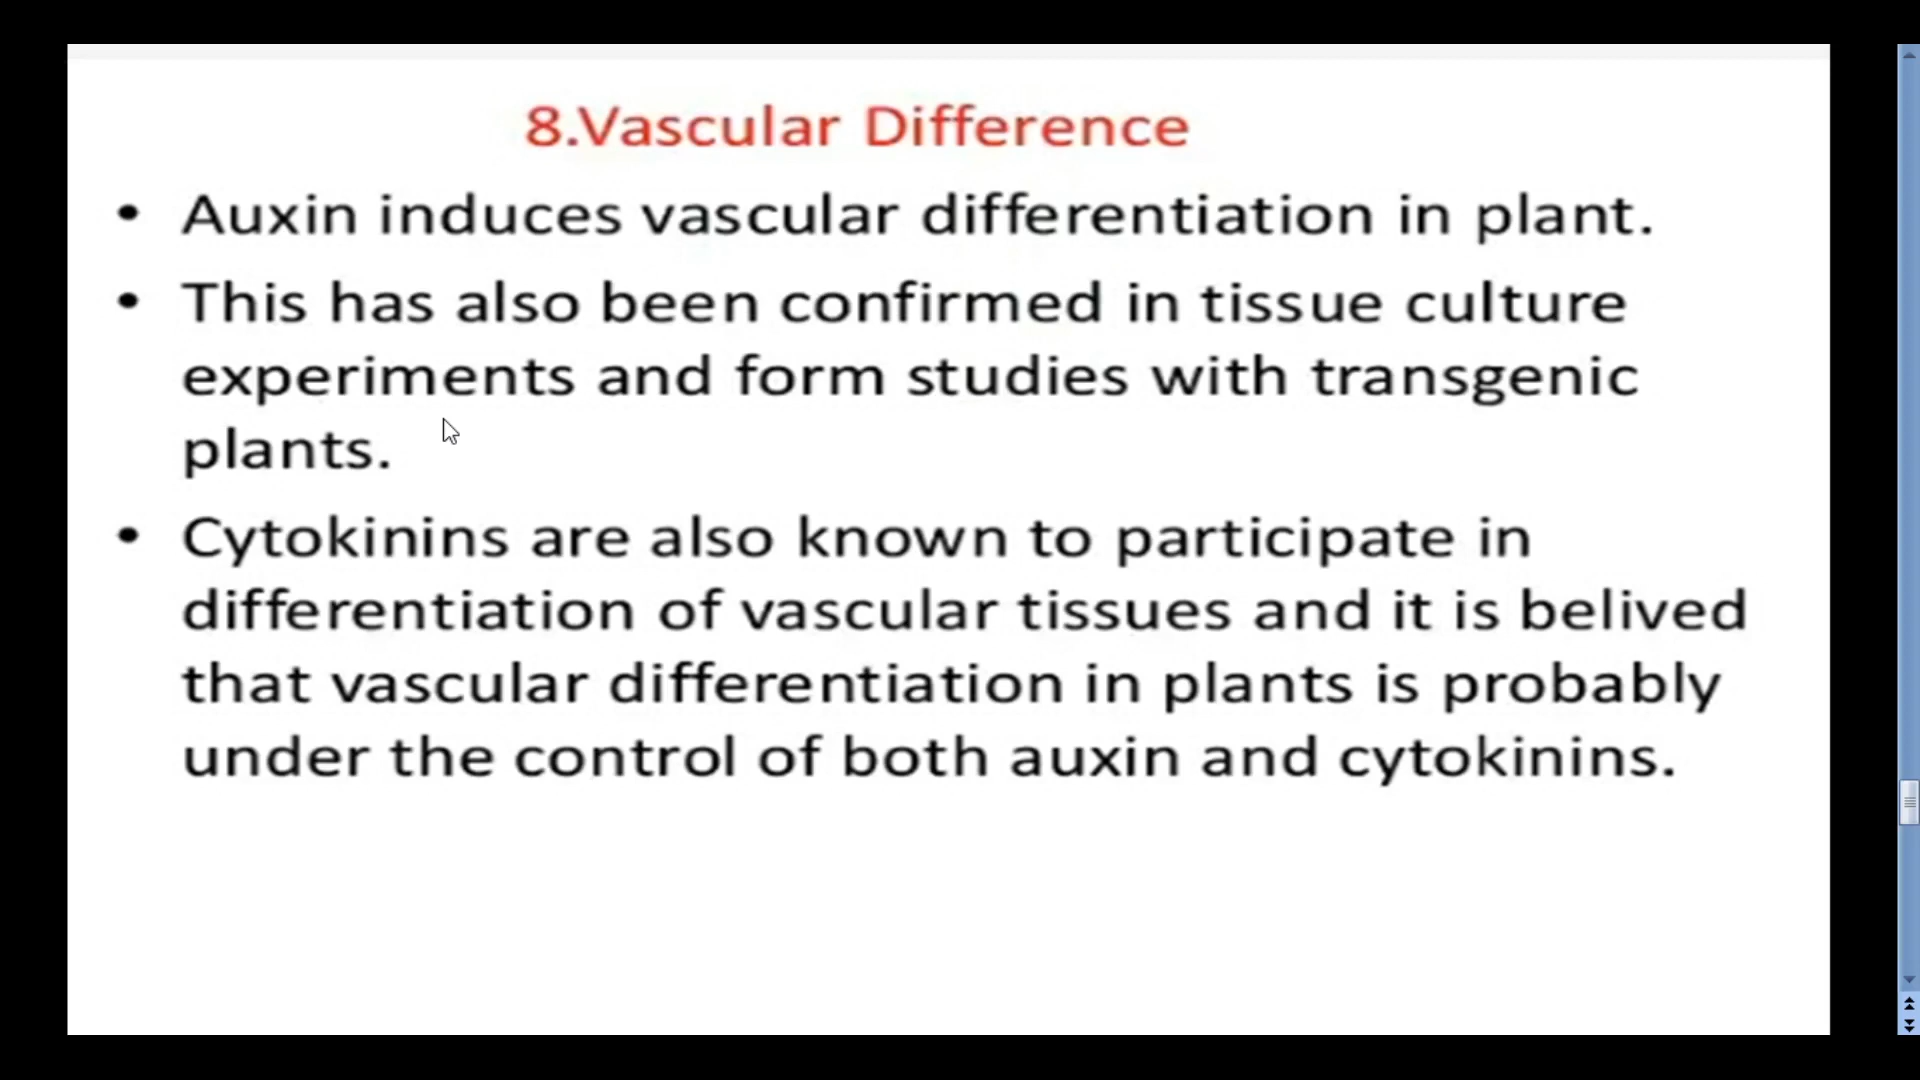 8.Vascular Difference
• Auxin induces vascular differentiation in plant.
• This has also been confirmed in tissue culture
experiments and form studies with transgenic
plants.
• Cytokinins are also known to participate in
differentiation of vascular tissues and it is belived
that vascular differentiation in plants is probably
under the control of both auxin and cytokinins.